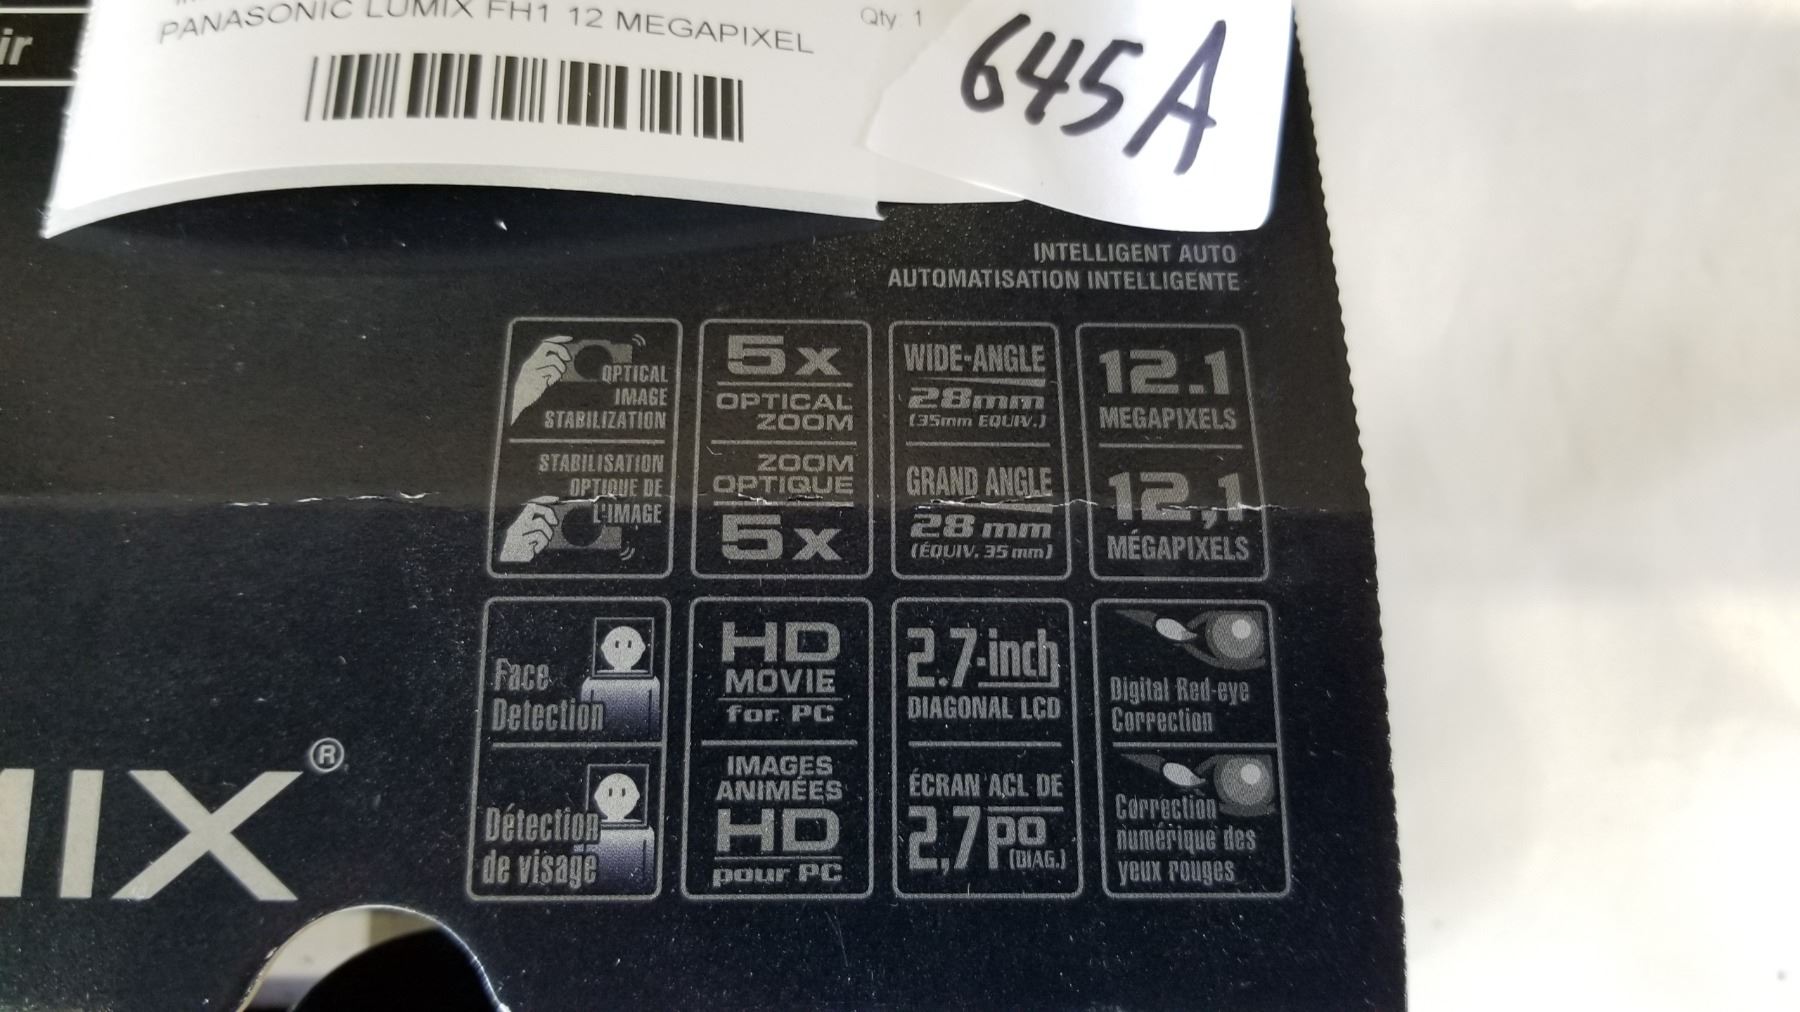 ir
PANASONIC LUMIX FH1 12 MEGAPIXEL
Qty: 1
645A
INTELLIGENT AUTO
AUTOMATISATION INTELLIGENTE
OPTICAL
IMAGE
STABILIZATION
STABILISATION
OPTIQUE DE
L'IMAGE
5x
OPTICAL
ZOOM
ZOOM
OPTIQUE
5x
WIDE-ANGLE
28mm
(35mm EQUIV.)
GRAND ANGLE
28 mm
(ÉQUIV. 35 mm)
12.1
MEGAPIXELS
12,1
MÉGAPIXELS
Face
Detection
Détection
de visage
HD
MOVIE
for PC
IMAGES
ANIMÉES
HD
pour PC
2.7-inch
DIAGONAL LCD
ÉCRAN ACL DE
2,7 po
(DIAG.)
Digital Red-eye
Correction
Correction
numérique des
yeux rouges
MIX®